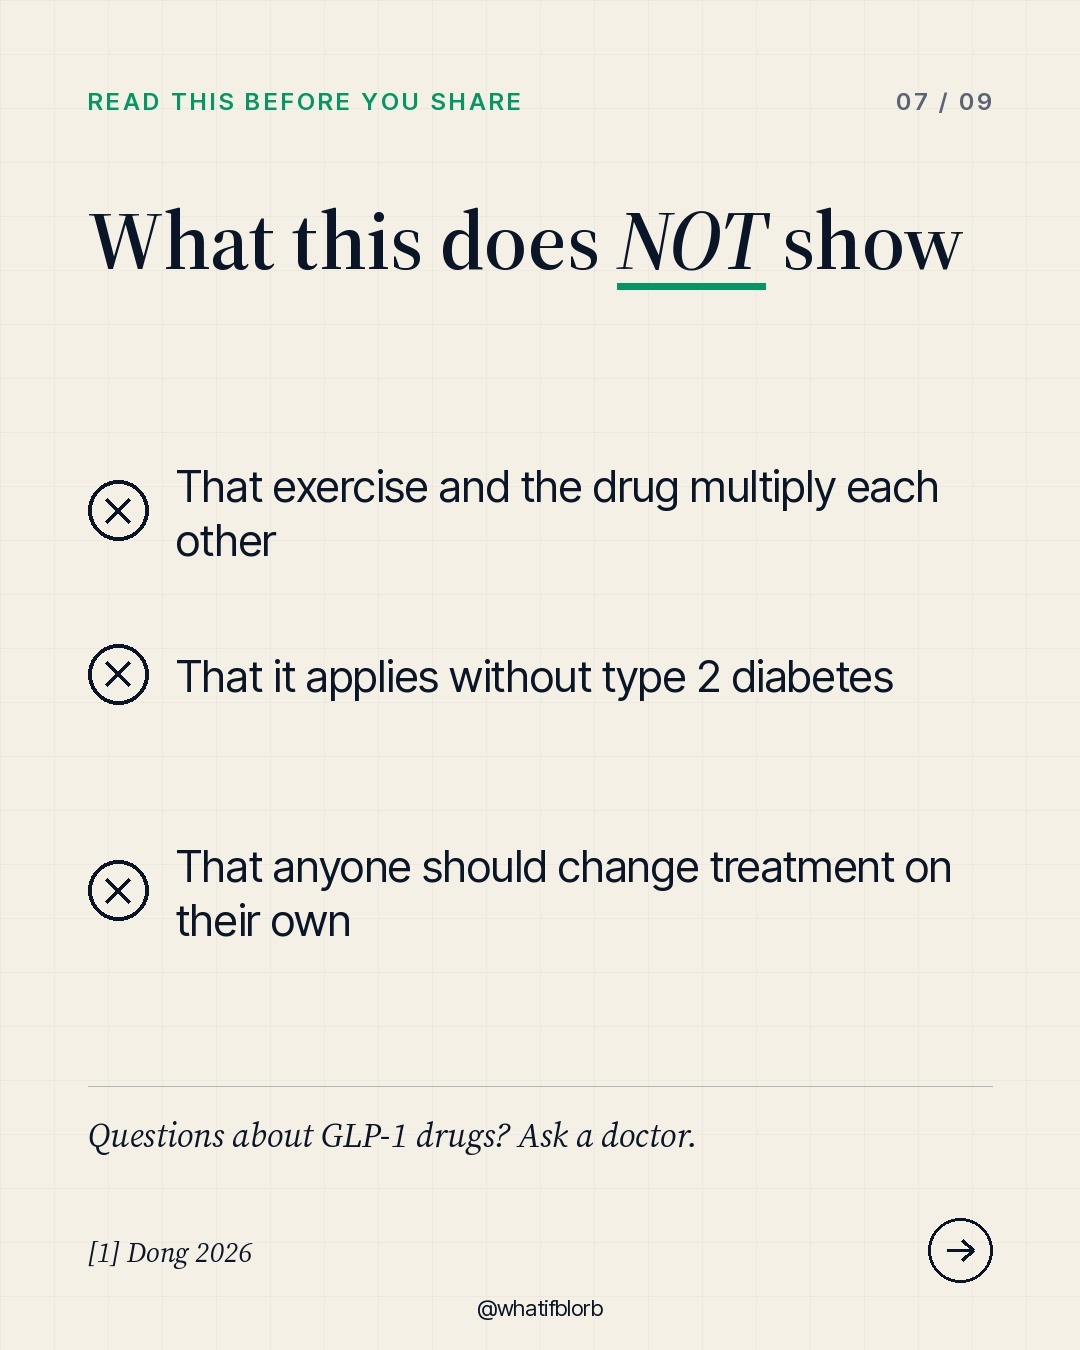 READ THIS BEFORE YOU SHARE
07 / 09
What this does NOT show
That exercise and the drug multiply each
other
That it applies without type 2 diabetes
That anyone should change treatment on
their own
Questions about GLP-1 drugs? Ask a doctor.
[1] Dong 2026
@whatifblorb